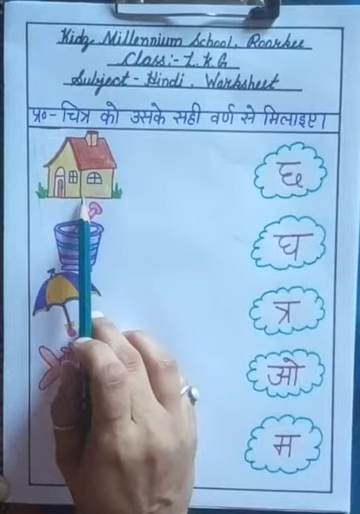 Kidz Millennium School, Roorkee
Class:- L.K.G
Subject - Hindi . Worksheet
प्र०- चित्र को उसके सही वर्ण से मिलाइए।
छ
घ
त्र
ओ
म